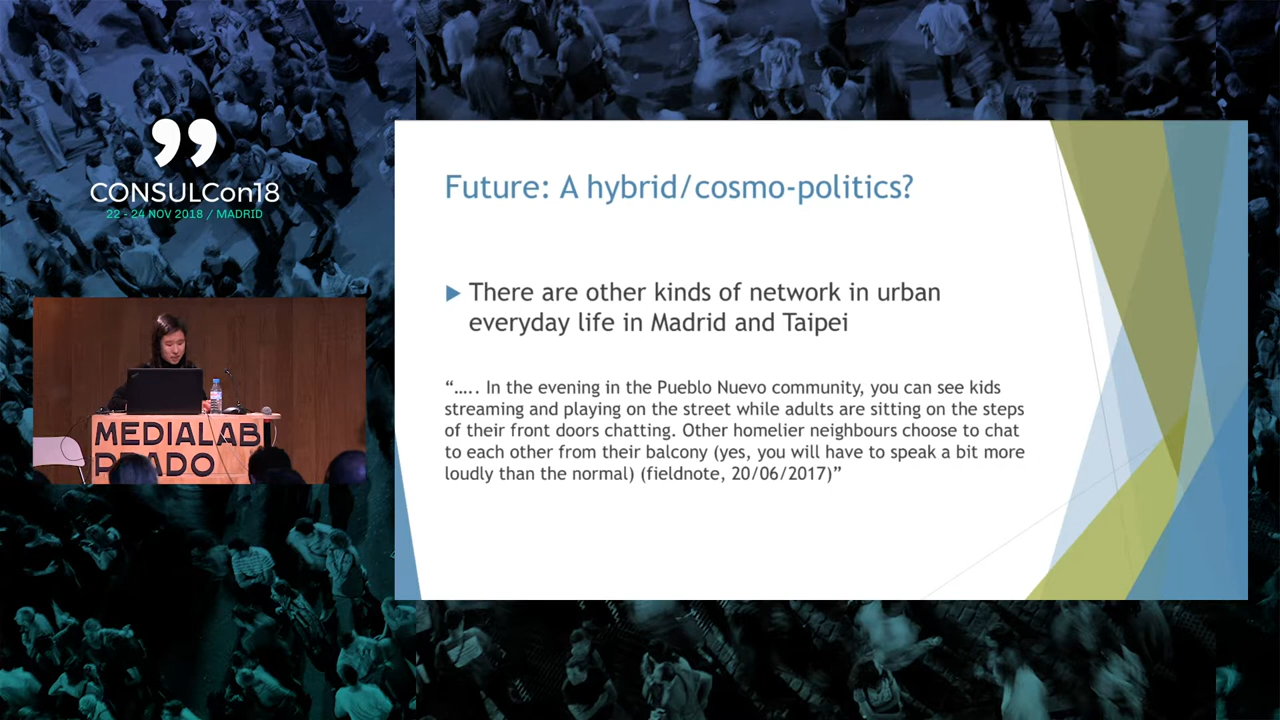 CONSULCon18
22 - 24 NOV 2018 / MADRID
MEDIALAB
PRADO
Future: A hybrid/cosmo-politics?
There are other kinds of network in urban
everyday life in Madrid and Taipei
“….. In the evening in the Pueblo Nuevo community, you can see kids
streaming and playing on the street while adults are sitting on the steps
of their front doors chatting. Other homelier neighbours choose to chat
to each other from their balcony (yes, you will have to speak a bit more
loudly than the normal) (fieldnote, 20/06/2017)”